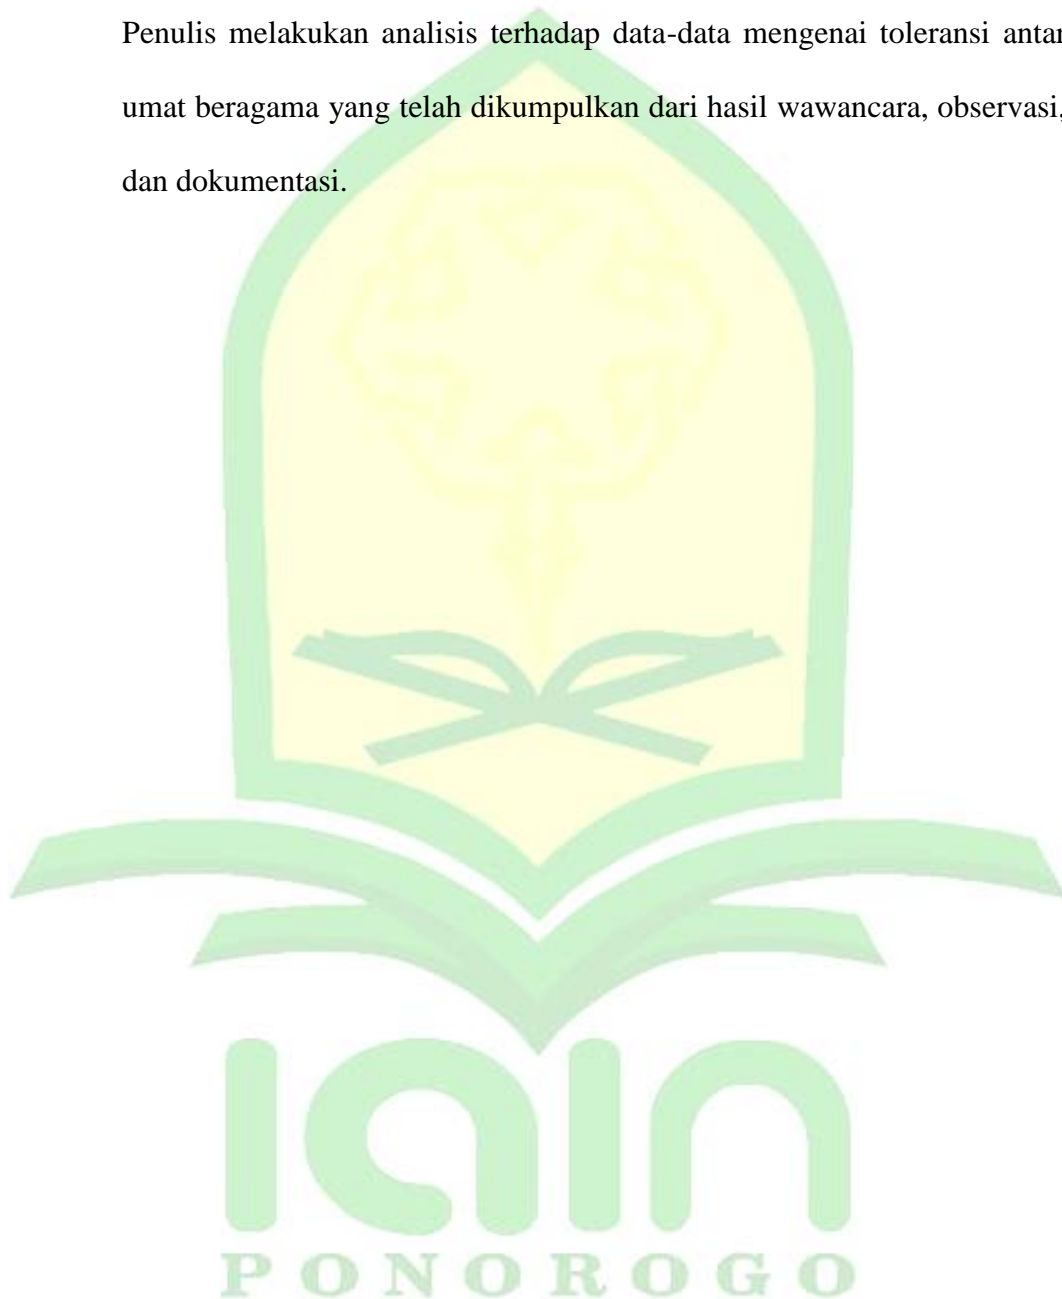 Penulis melakukan analisis terhadap data-data mengenai toleransi antar
umat beragama yang telah dikumpulkan dari hasil wawancara, observasi,
dan dokumentasi.
iain
PONOROGO